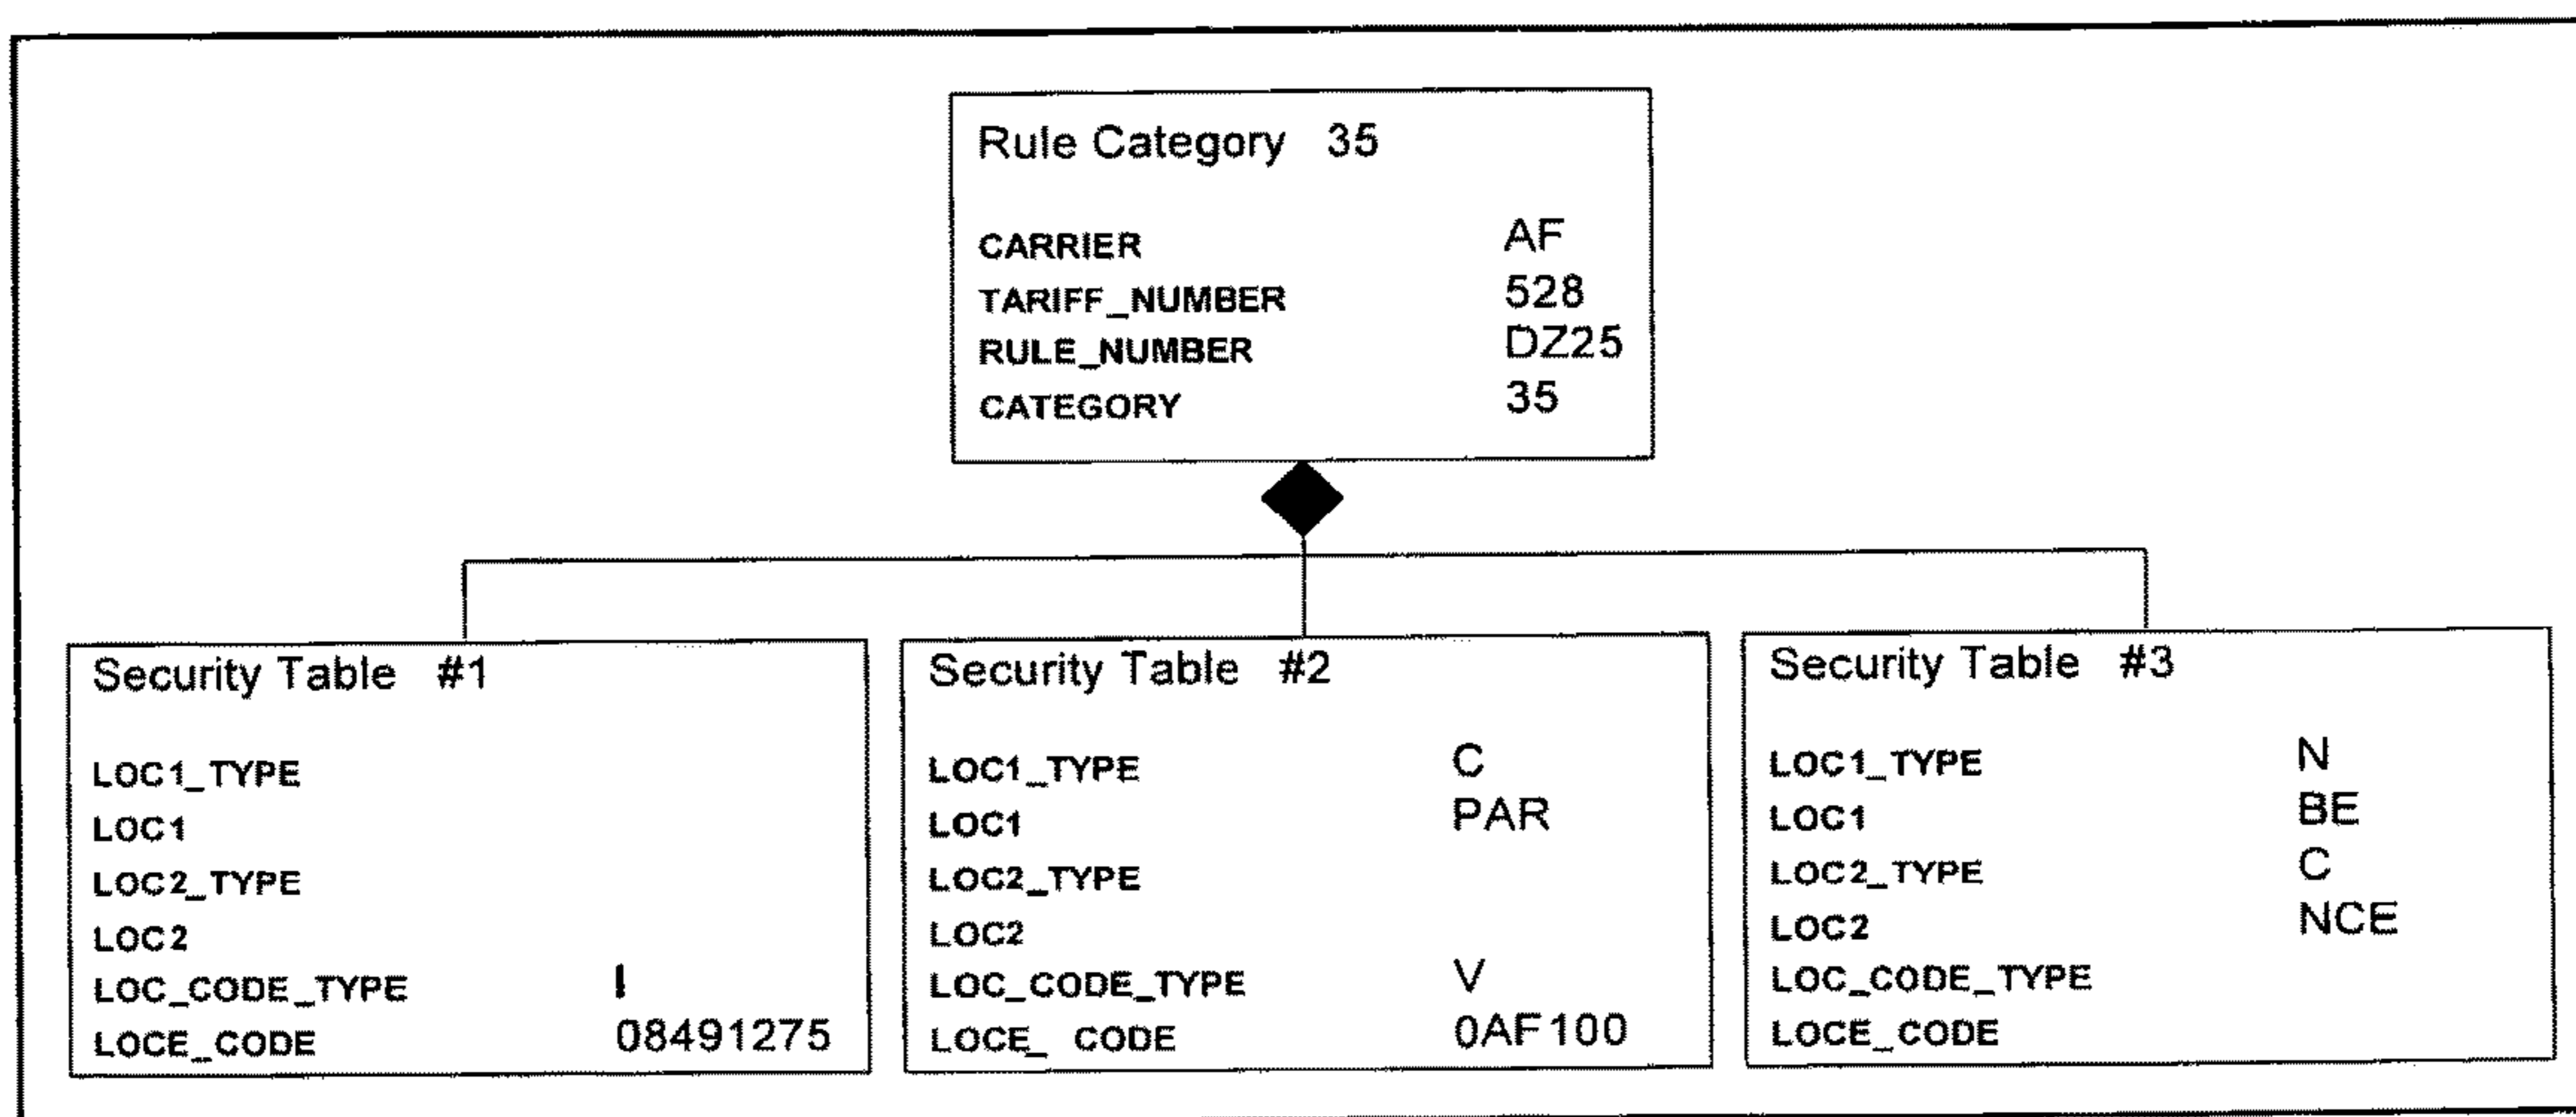 Rule Category 35
CARRIER AF
TARIFF_NUMBER 528
RULE_NUMBER DZ25
CATEGORY 35
Security Table #1
LOC1_TYPE
LOC1
LOC2_TYPE
LOC2
LOC_CODE_TYPE I
LOCE_CODE 08491275
Security Table #2
LOC1_TYPE C
LOC1 PAR
LOC2_TYPE
LOC2
LOC_CODE_TYPE V
LOCE_ CODE 0AF100
Security Table #3
LOC1_TYPE N
LOC1 BE
LOC2_TYPE C
LOC2 NCE
LOC_CODE_TYPE
LOCE_CODE